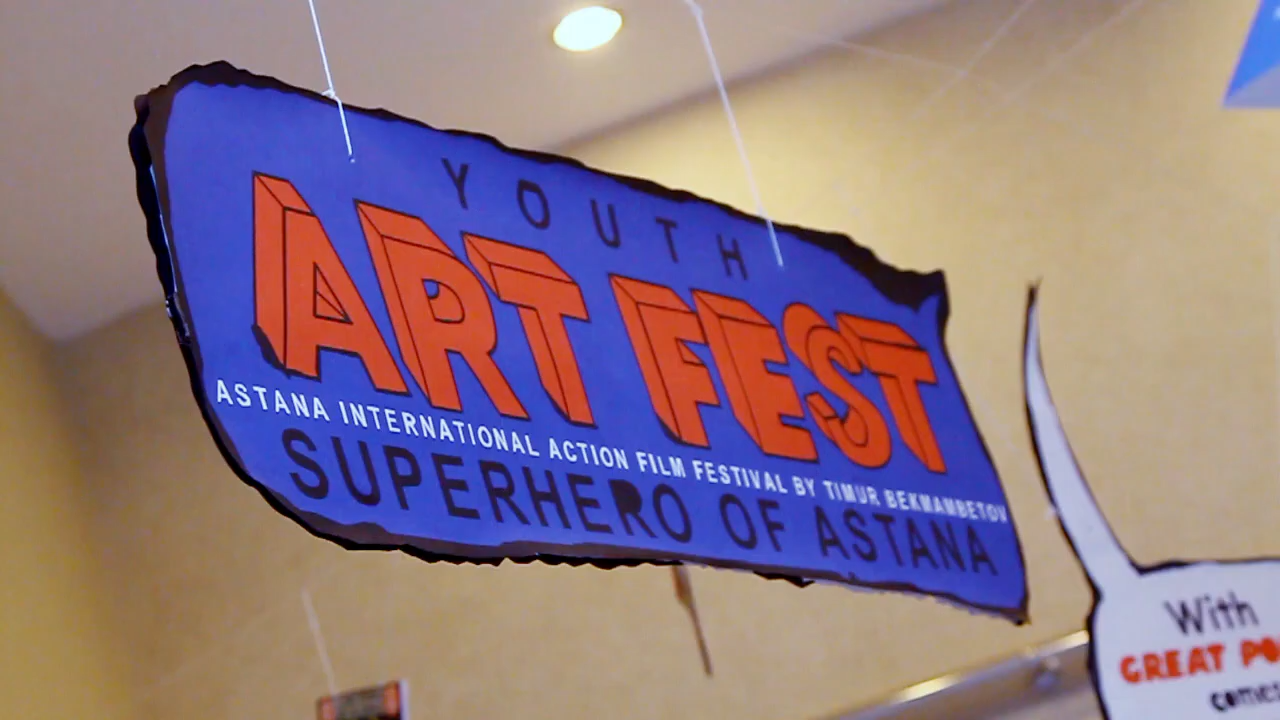 YOUTH
ART FEST
ASTANA INTERNATIONAL ACTION FILM FESTIVAL BY TIMUR BEKMAMBETOV
SUPERHERO OF ASTANA
With
GREAT